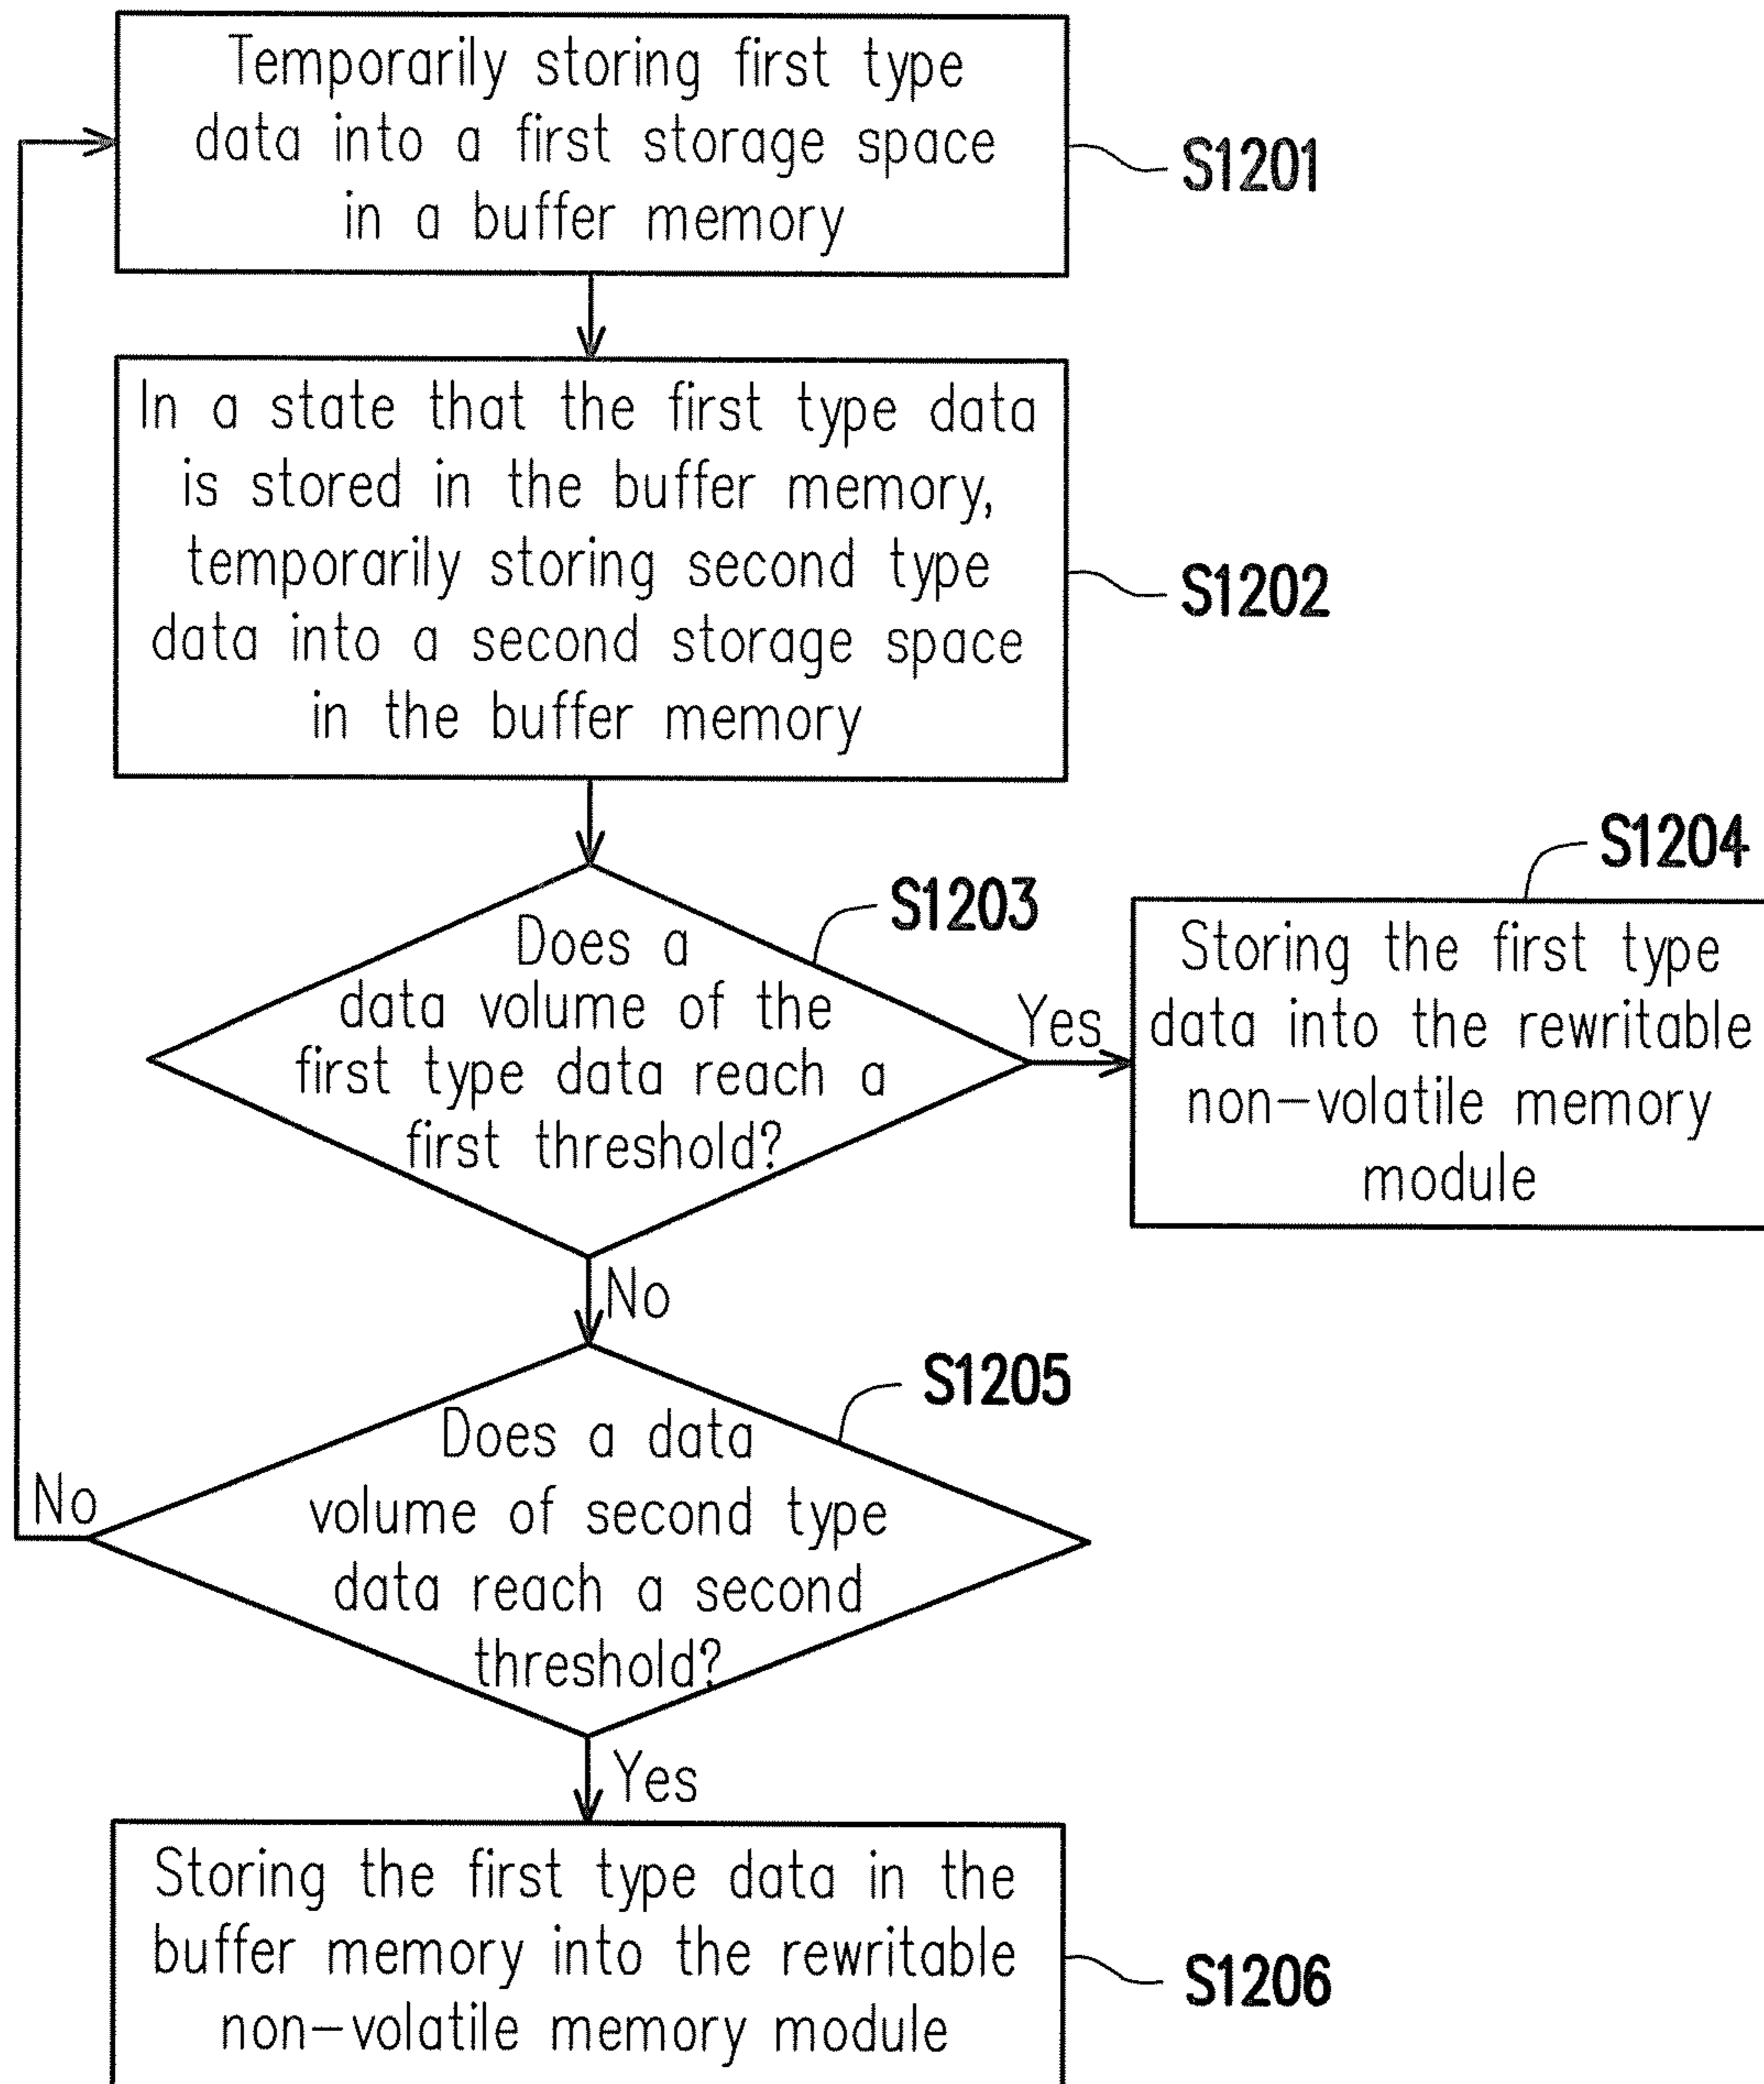 Temporarily storing first type
data into a first storage space
in a buffer memory
S1201
In a state that the first type data
is stored in the buffer memory,
temporarily storing second type
data into a second storage space
in the buffer memory
S1202
S1203
Does a
data volume of the
first type data reach a
first threshold?
Yes
No
S1204
Storing the first type
data into the rewritable
non-volatile memory
module
S1205
Does a data
volume of second type
data reach a second
threshold?
No
Yes
Storing the first type data in the
buffer memory into the rewritable
non-volatile memory module
S1206